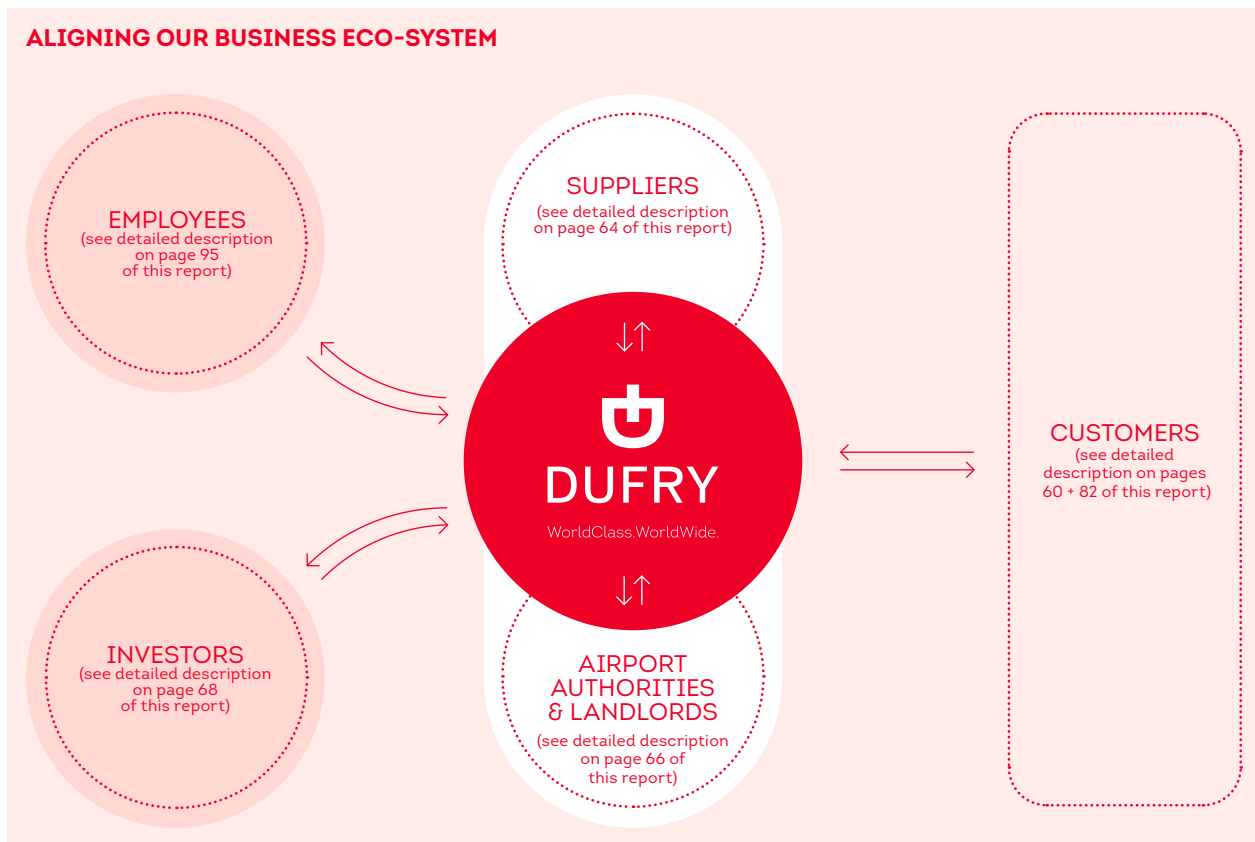 ALIGNING OUR BUSINESS ECO-SYSTEM
EMPLOYEES
(see detailed description
on page 95
of this report)
INVESTORS
(see detailed description
on page 68
of this report)
SUPPLIERS
(see detailed description
on page 64 of this report)
DUFRY
WorldClass.WorldWide.
AIRPORT
AUTHORITIES
& LANDLORDS
(see detailed description
on page 66 of
this report)
CUSTOMERS
(see detailed
description on pages
60 + 82 of this report)